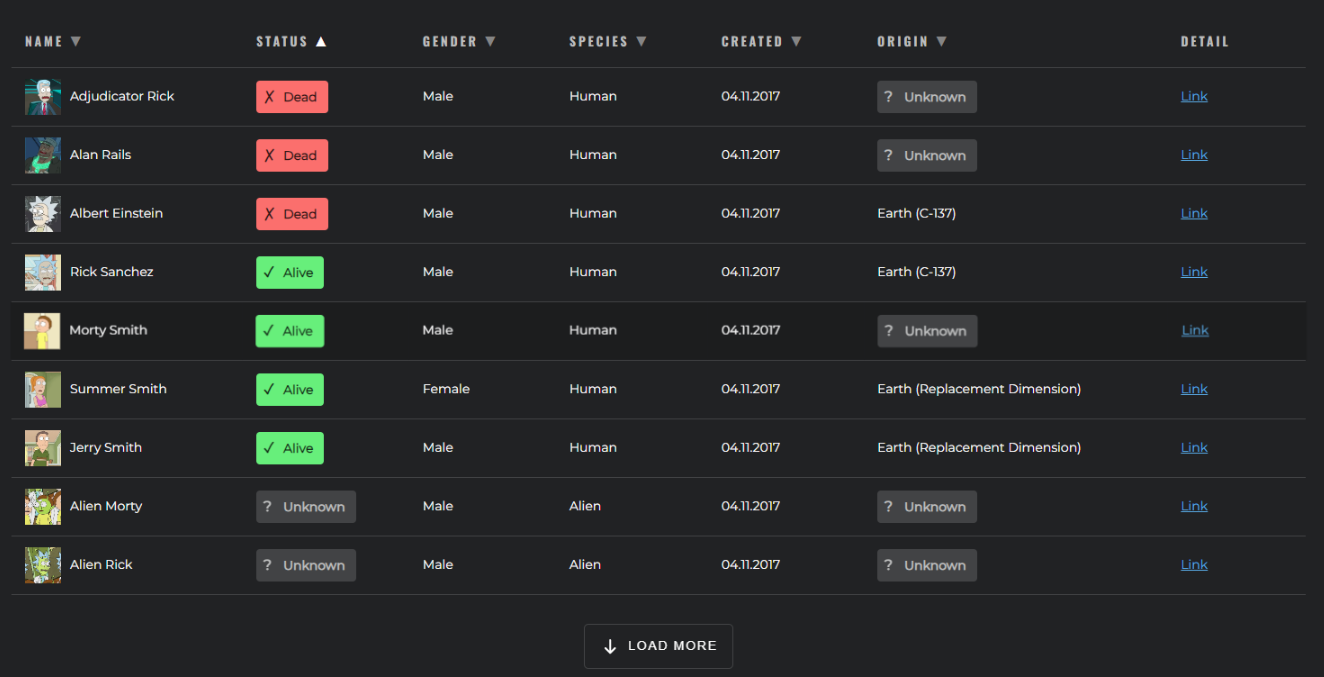 NAME ▼ STATUS ▲ GENDER ▼ SPECIES ▼ CREATED ▼ ORIGIN ▼ DETAIL
Adjudicator Rick ✗ Dead Male Human 04.11.2017 ? Unknown Link
Alan Rails ✗ Dead Male Human 04.11.2017 ? Unknown Link
Albert Einstein ✗ Dead Male Human 04.11.2017 Earth (C-137) Link
Rick Sanchez ✓ Alive Male Human 04.11.2017 Earth (C-137) Link
Morty Smith ✓ Alive Male Human 04.11.2017 ? Unknown Link
Summer Smith ✓ Alive Female Human 04.11.2017 Earth (Replacement Dimension) Link
Jerry Smith ✓ Alive Male Human 04.11.2017 Earth (Replacement Dimension) Link
Alien Morty ? Unknown Male Alien 04.11.2017 ? Unknown Link
Alien Rick ? Unknown Male Alien 04.11.2017 ? Unknown Link
↓ LOAD MORE